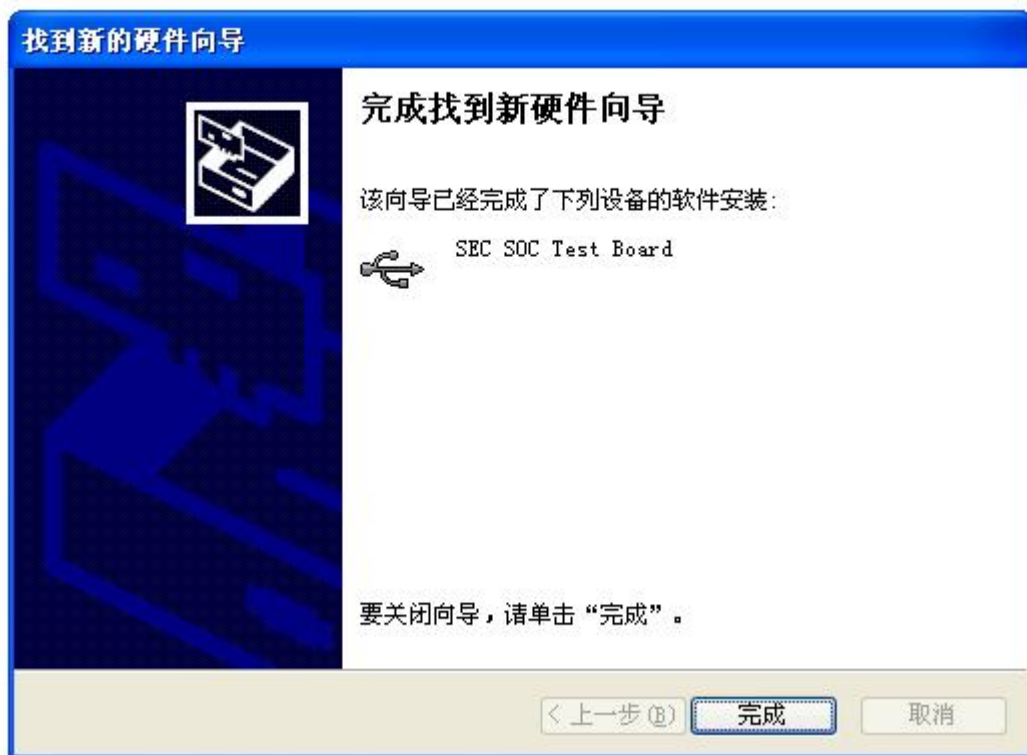 找到新的硬件向导
完成找到新硬件向导
该向导已经完成了下列设备的软件安装:
SEC SOC Test Board
要关闭向导，请单击“完成”。
< 上一步(B)
完成
取消